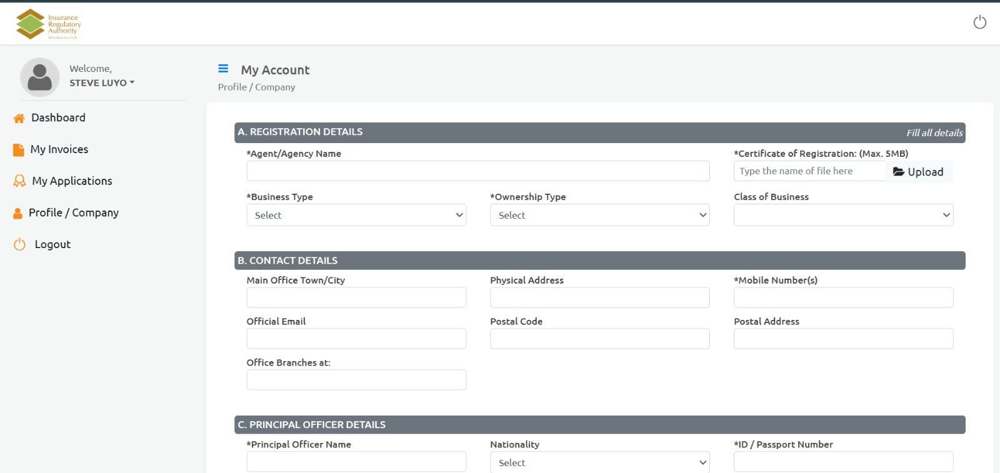 Insurance
Regulatory
Authority
Welcome,
STEVE LUYO
Dashboard
My Invoices
My Applications
Profile / Company
Logout
My Account
Profile / Company
A. REGISTRATION DETAILS
Fill all details
*Agent/Agency Name
*Certificate of Registration: (Max. 5MB)
Type the name of file here
Upload
*Business Type
*Ownership Type
Class of Business
Select
Select
B. CONTACT DETAILS
Main Office Town/City
Physical Address
*Mobile Number(s)
Official Email
Postal Code
Postal Address
Office Branches at:
C. PRINCIPAL OFFICER DETAILS
*Principal Officer Name
Nationality
*ID / Passport Number
Select